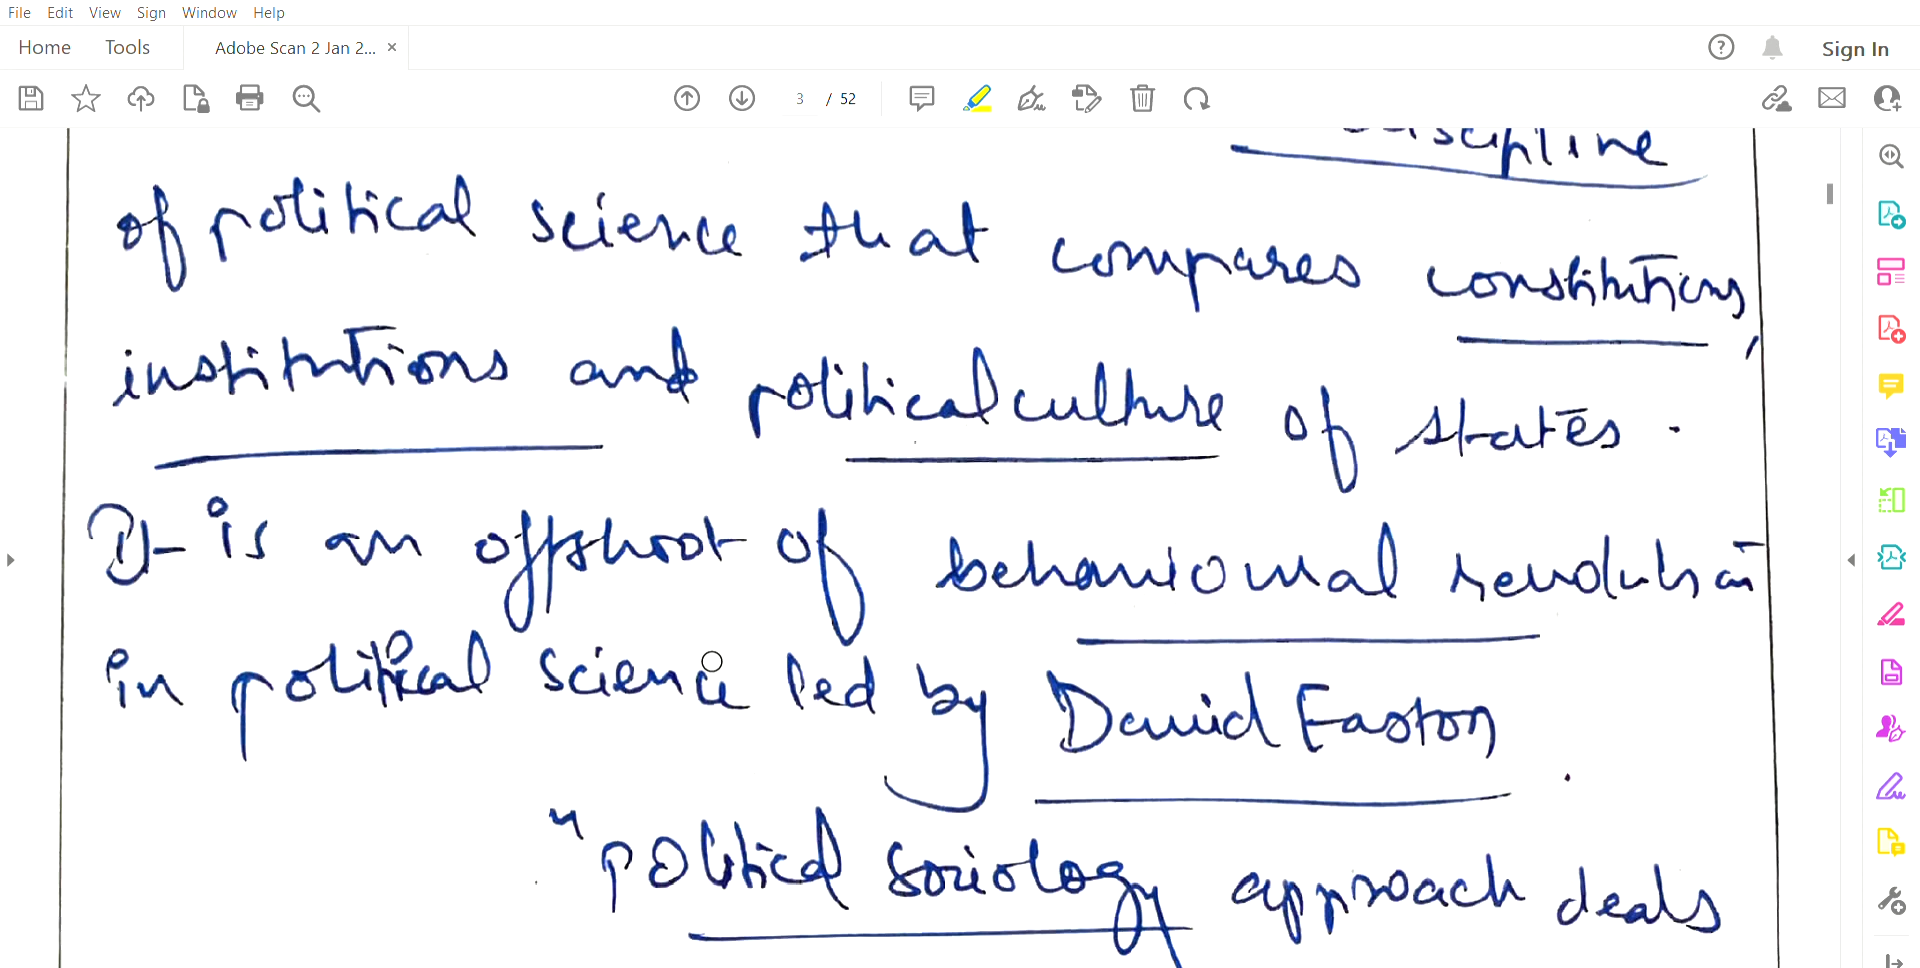 File Edit View Sign Window Help
Home Tools Adobe Scan 2 Jan 2... × Sign In
3 / 52
discipline
of political science that compares constitutions,
institutions and political culture of states.
It is an offshoot of behavioural revolution
in political science led by David Easton.
"political sociology approach deals